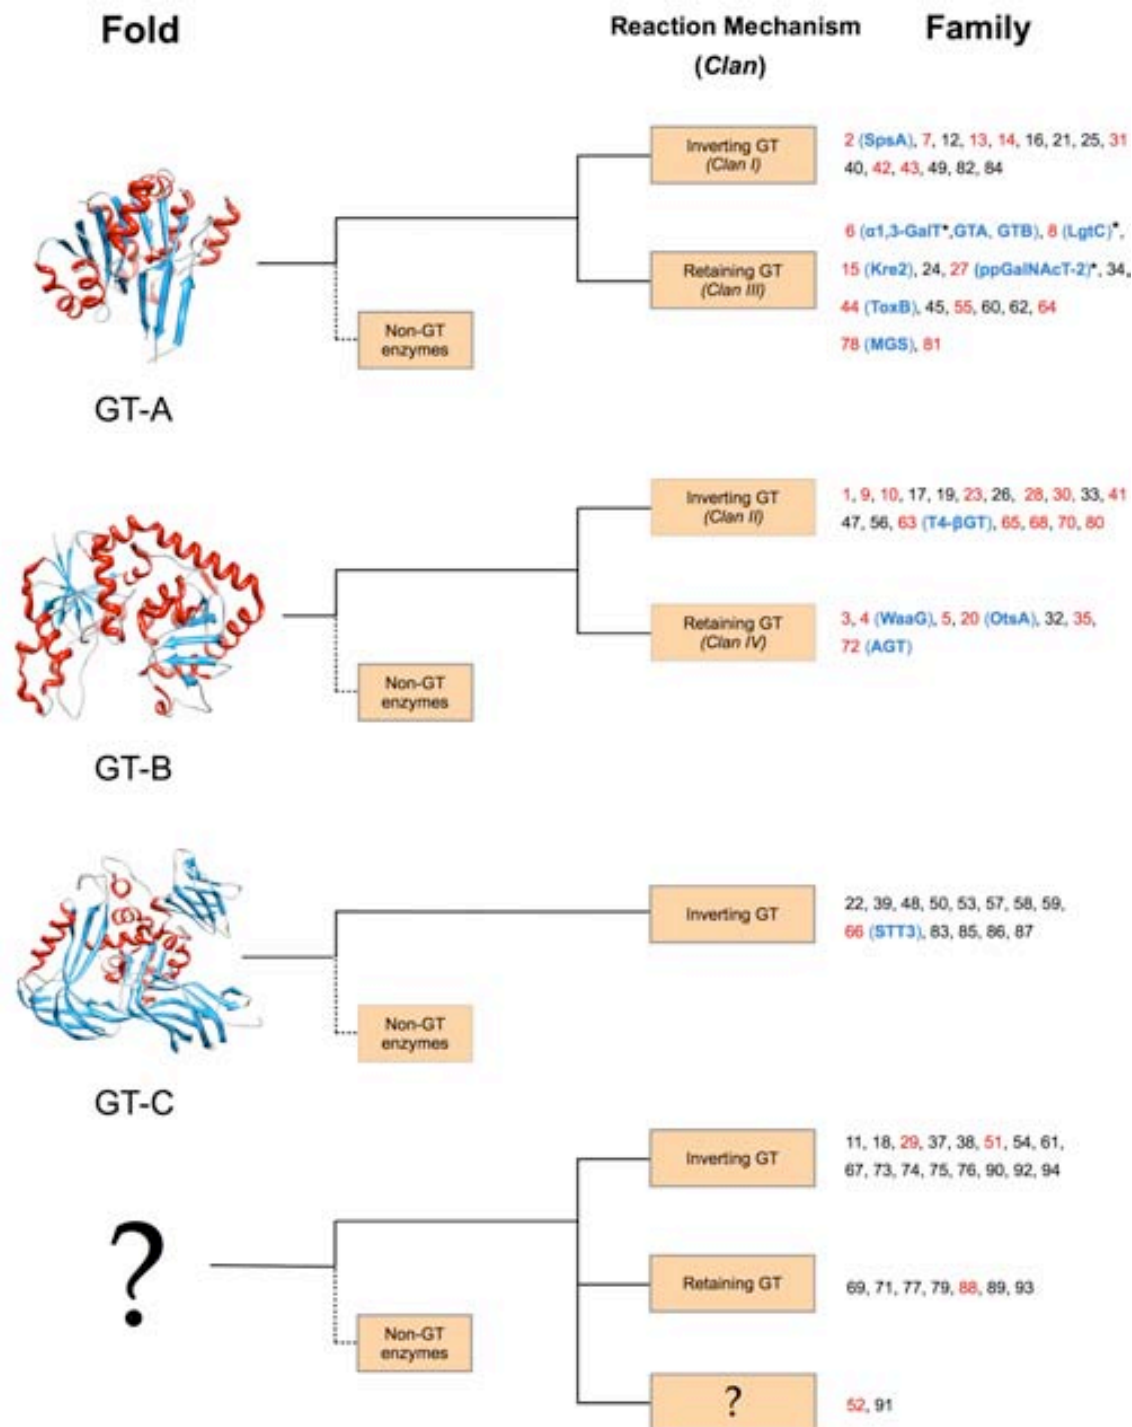 Fold
Reaction Mechanism
(Clan)
Family
Inverting GT
(Clan I)
2 (SpsA), 7, 12, 13, 14, 16, 21, 25, 31
40, 42, 43, 49, 82, 84
6 (α1,3-GalT*,GTA, GTB), 8 (LgtC)*,
Retaining GT
(Clan III)
15 (Kre2), 24, 27 (ppGalNAcT-2)*, 34,
44 (ToxB), 45, 55, 60, 62, 64
78 (MGS), 81
Non-GT
enzymes
GT-A
Inverting GT
(Clan II)
1, 9, 10, 17, 19, 23, 26, 28, 30, 33, 41
47, 56, 63 (T4-βGT), 65, 68, 70, 80
Retaining GT
(Clan IV)
3, 4 (WaaG), 5, 20 (OtsA), 32, 35,
72 (AGT)
Non-GT
enzymes
GT-B
Inverting GT
22, 39, 48, 50, 53, 57, 58, 59,
66 (STT3), 83, 85, 86, 87
Non-GT
enzymes
GT-C
Inverting GT
11, 18, 29, 37, 38, 51, 54, 61,
67, 73, 74, 75, 76, 90, 92, 94
?
Retaining GT
69, 71, 77, 79, 88, 89, 93
Non-GT
enzymes
?
52, 91